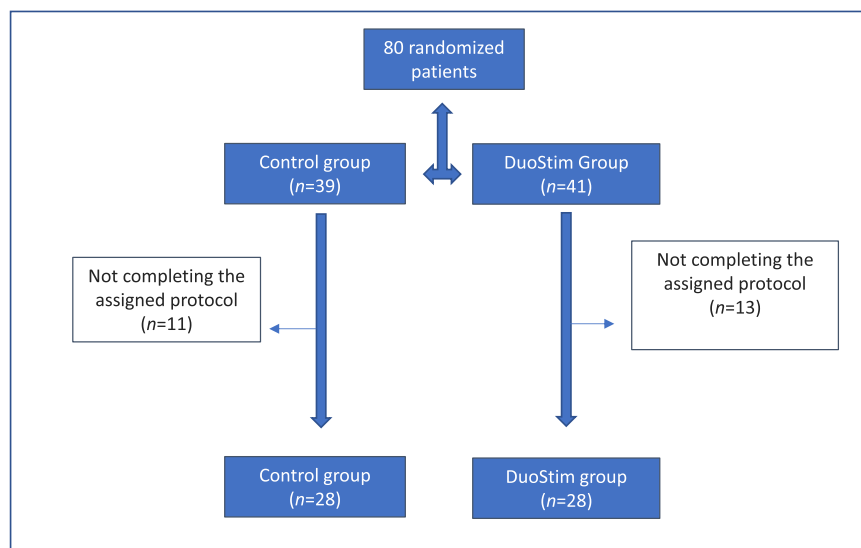 80 randomized
patients
Control group
(n=39)
DuoStim Group
(n=41)
Not completing the
assigned protocol
(n=11)
Not completing the
assigned protocol
(n=13)
Control group
(n=28)
DuoStim group
(n=28)